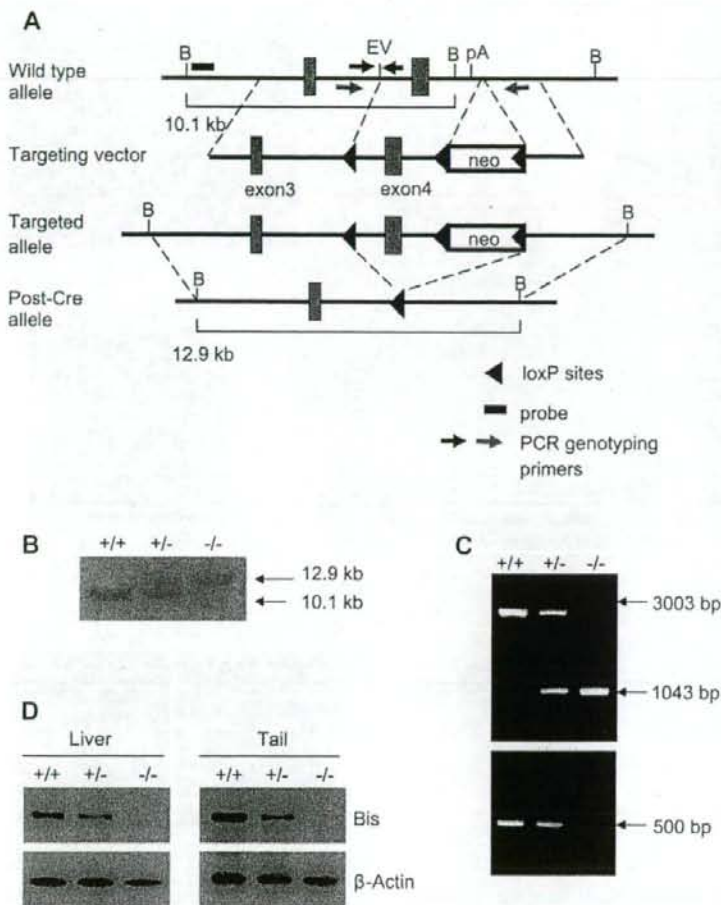 A
B
EV
B
pA
B
Wild type
allele
10.1 kb
Targeting vector
neo
exon3
exon4
Targeted
allele
B
neo
B
Post-Cre
allele
B
B
12.9 kb
loxP sites
probe
PCR genotyping
primers
B
+/+ +/- -/-
12.9 kb
10.1 kb
C
+/+ +/- -/-
3003 bp
1043 bp
500 bp
D
Liver
Tail
+/+ +/- -/-
+/+ +/- -/-
Bis
β-Actin